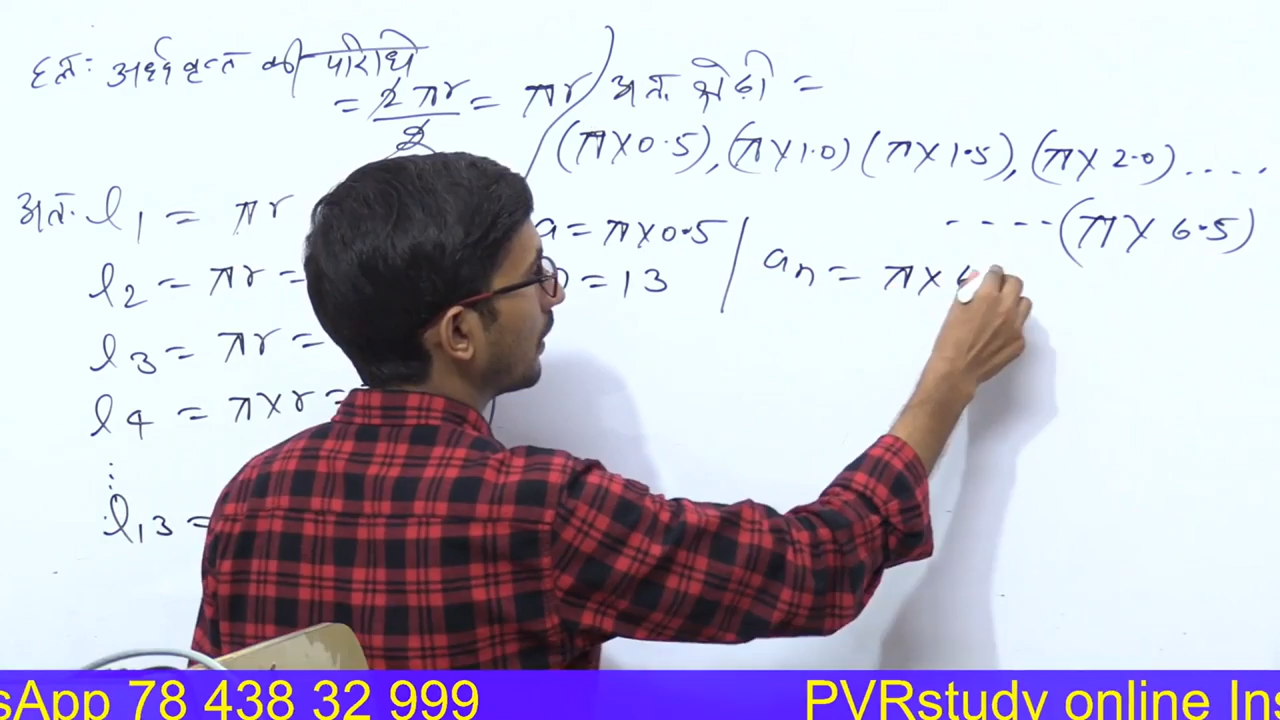 हल: अर्धवृत्त की परिधि
= 2πr/2 = πr
अतः l1 = πr
l2 = πr =
l3 = πr =
l4 = π×r =
⋮
l13 =
अतः श्रेढ़ी =
(π×0.5), (π×1.0) (π×1.5), (π×2.0) ....
----(π×6.5)
a = π×0.5
= 13
an = π×6
sApp 78 438 32 999 PVRstudy online Ins